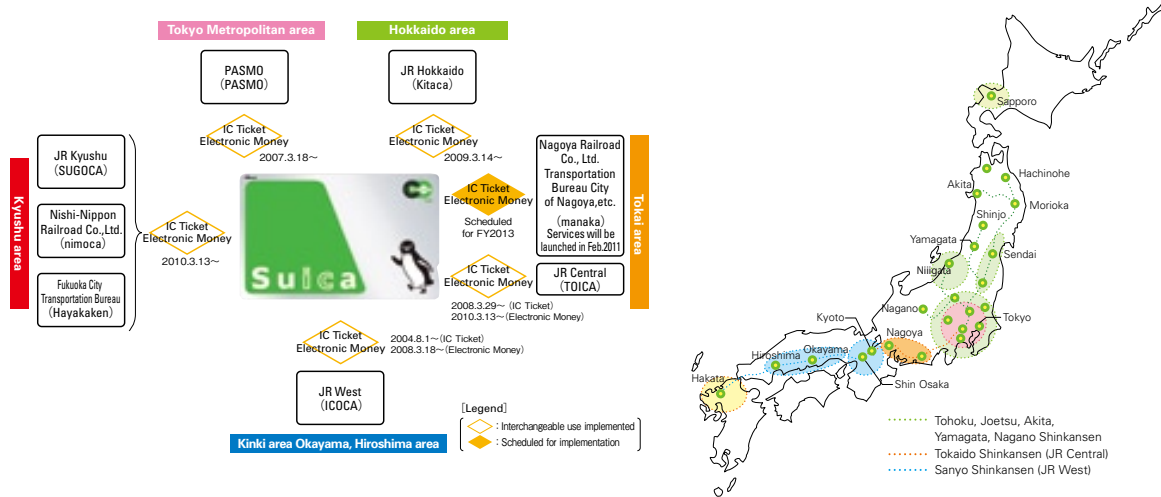 Tokyo Metropolitan area
Hokkaido area
PASMO
(PASMO)
JR Hokkaido
(Kitaca)
IC Ticket
Electronic Money
2007.3.18～
IC Ticket
Electronic Money
2009.3.14～
Kyushu area
JR Kyushu
(SUGOCA)
Nishi-Nippon
Railroad Co.,Ltd.
(nimoca)
Fukuoka City
Transportation Bureau
(Hayakaken)
IC Ticket
Electronic Money
2010.3.13～
Suica
IC Ticket
Electronic Money
Scheduled
for FY2013
Nagoya Railroad
Co., Ltd.
Transportation
Bureau City
of Nagoya,etc.
(manaka)
Services will be
launched in Feb.2011
Tokai area
IC Ticket
Electronic Money
2008.3.29～(IC Ticket)
2010.3.13～(Electronic Money)
JR Central
(TOICA)
IC Ticket
Electronic Money
2004.8.1～(IC Ticket)
2008.3.18～(Electronic Money)
JR West
(ICOCA)
Kinki area Okayama, Hiroshima area
[Legend]
: Interchangeable use implemented
: Scheduled for implementation
Sapporo
Hachinohe
Akita
Morioka
Shinjo
Yamagata
Sendai
Niiigata
Nagano
Tokyo
Kyoto
Nagoya
Okayama
Hiroshima
Hakata
Shin Osaka
Tohoku, Joetsu, Akita,
Yamagata, Nagano Shinkansen
Tokaido Shinkansen (JR Central)
Sanyo Shinkansen (JR West)